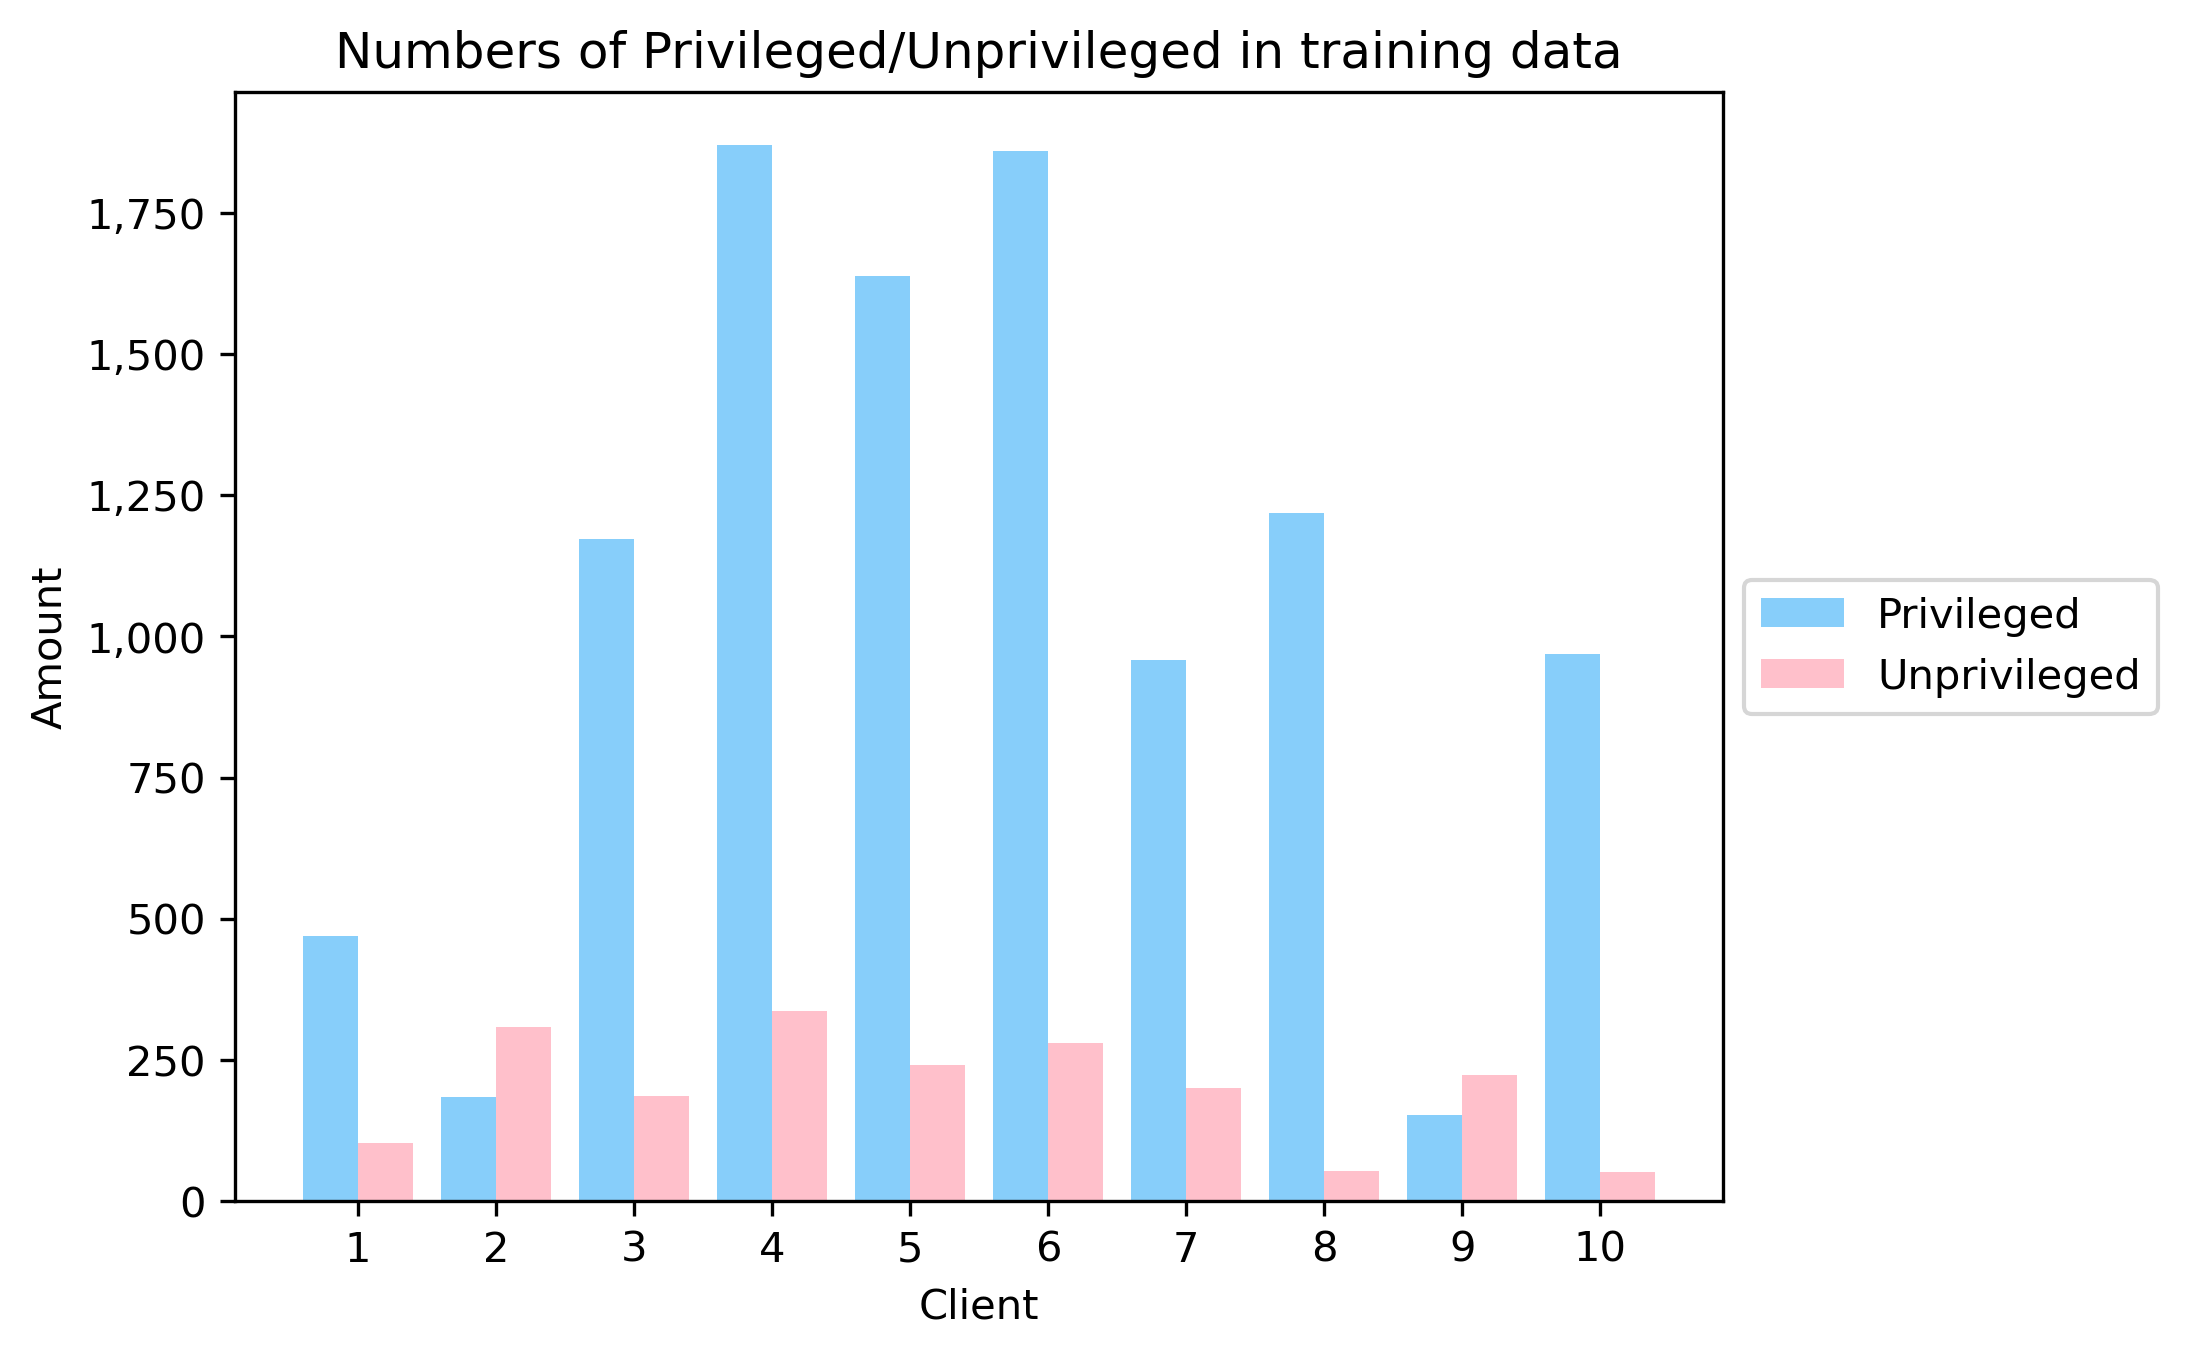 Numbers of Privileged/Unprivileged in training data
1,750
1,500
1,250
1,000
750
500
250
0
Amount
1 2 3 4 5 6 7 8 9 10
Client
Privileged
Unprivileged